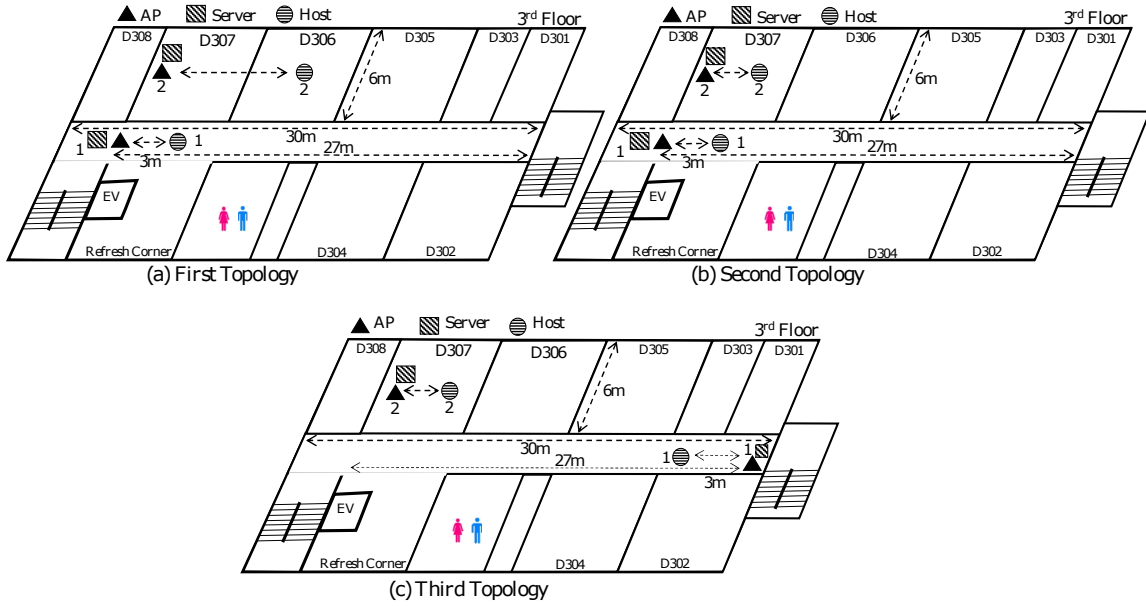 AP Server Host
3rd Floor
D308 D307 D306 D305 D303 D301
2 2
6m
30m
1 1
27m
3m
EV
Refresh Corner D304 D302
(a) First Topology
AP Server Host
3rd Floor
D308 D307 D306 D305 D303 D301
2 2
6m
30m
1 1
27m
3m
EV
Refresh Corner D304 D302
(b) Second Topology
AP Server Host
3rd Floor
D308 D307 D306 D305 D303 D301
6m
2 2
30m
1 1
27m
3m
EV
Refresh Corner D304 D302
(c) Third Topology